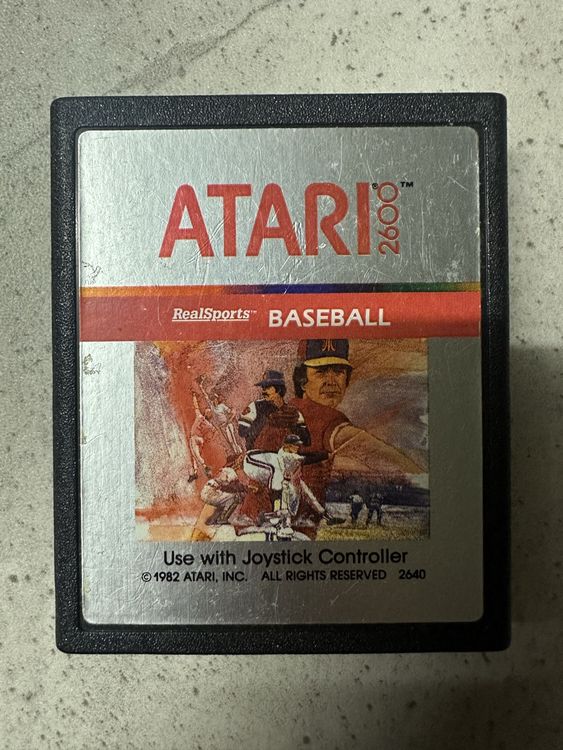 ATARI® 2600™
RealSports™ BASEBALL
Use with Joystick Controller
© 1982 ATARI, INC. ALL RIGHTS RESERVED 2640